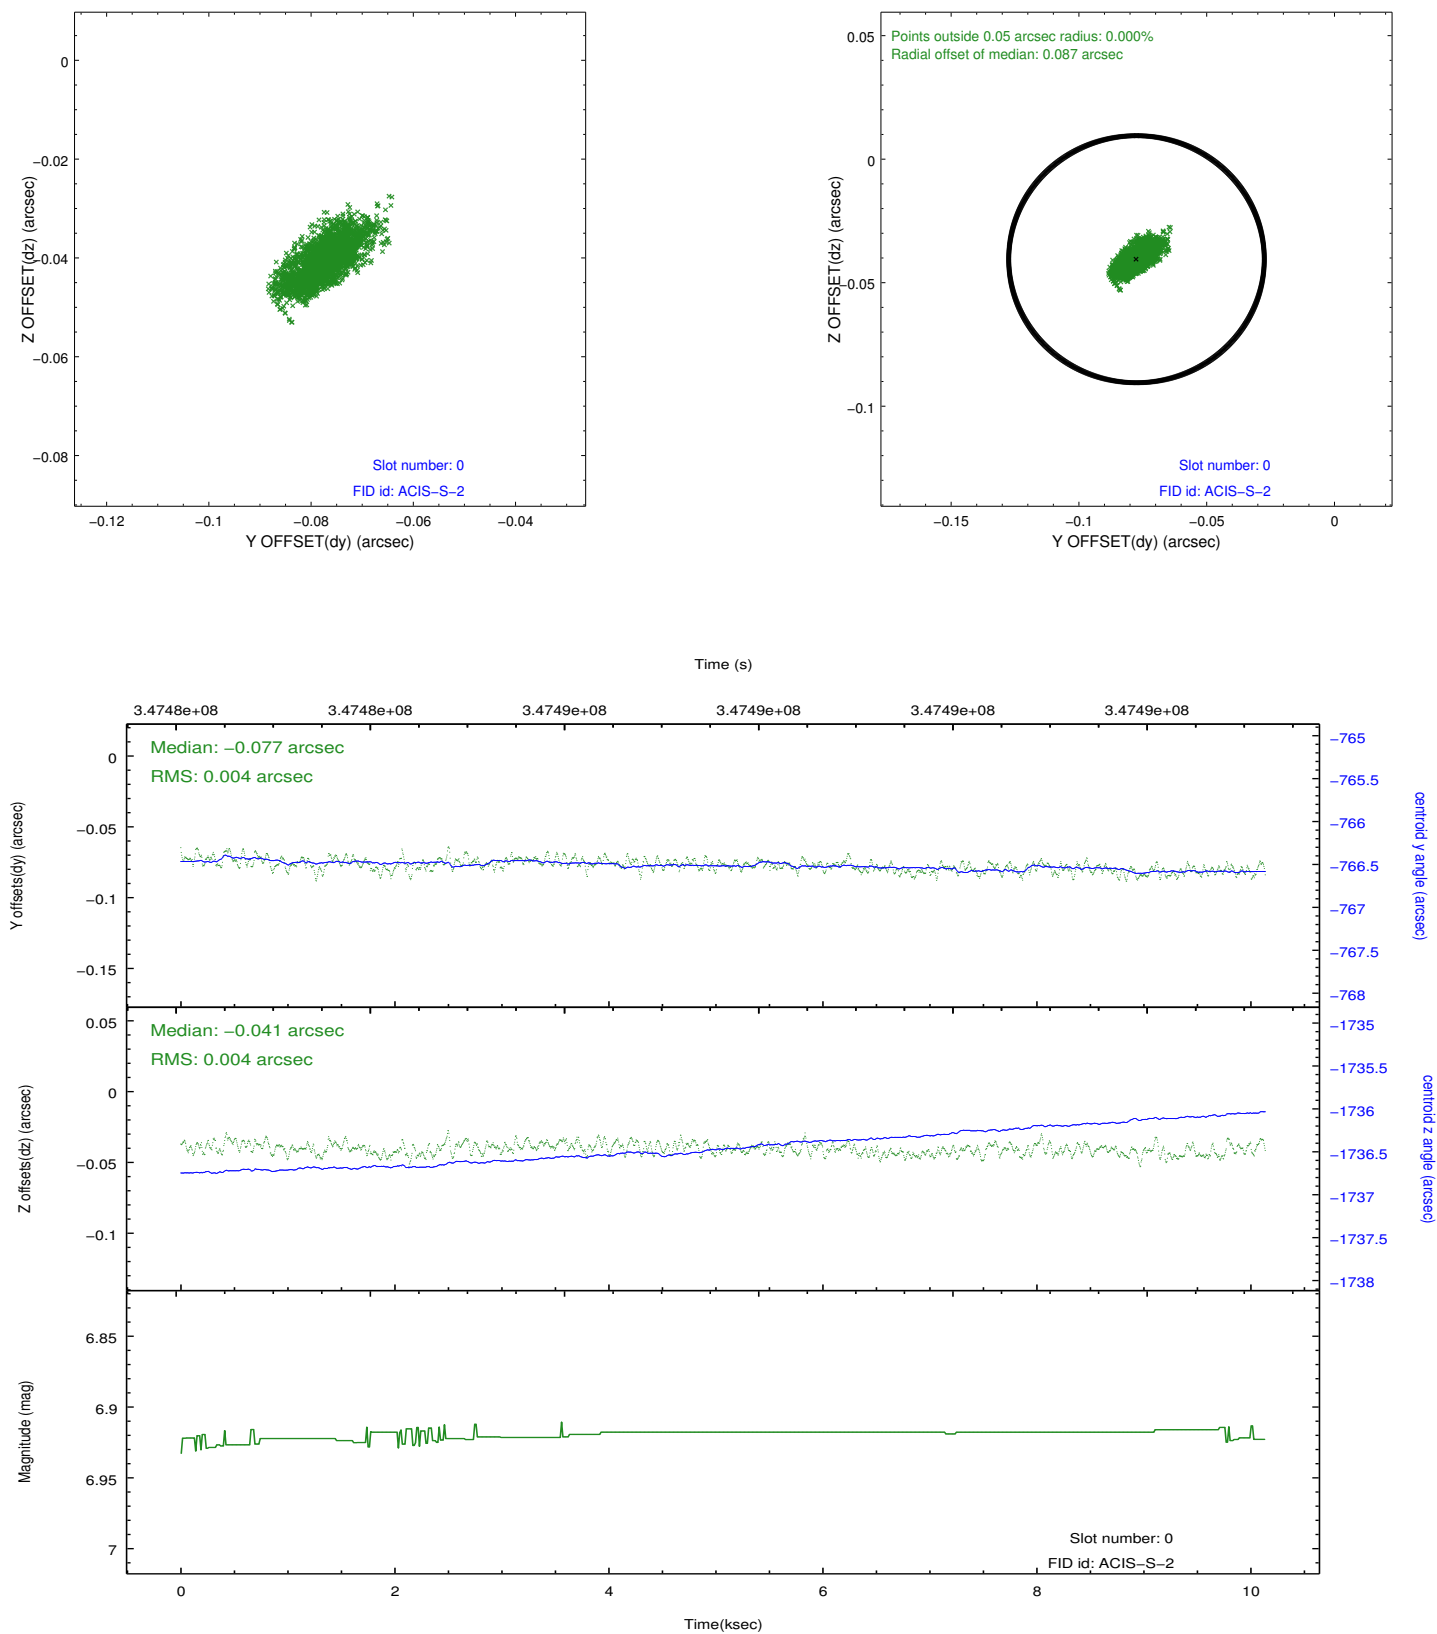 0
−0.02
−0.04
−0.06
−0.08
Z OFFSET(dz) (arcsec)
Slot number: 0
FID id: ACIS−S−2
−0.12
−0.1
−0.08
−0.06
−0.04
Y OFFSET(dy) (arcsec)
Points outside 0.05 arcsec radius: 0.000%
Radial offset of median: 0.087 arcsec
0.05
0
−0.05
−0.1
Z OFFSET(dz) (arcsec)
Slot number: 0
FID id: ACIS−S−2
−0.15
−0.1
−0.05
0
Y OFFSET(dy) (arcsec)
Time (s)
3.4748e+08
3.4748e+08
3.4749e+08
3.4749e+08
3.4749e+08
3.4749e+08
Median: −0.077 arcsec
RMS: 0.004 arcsec
0
−0.05
−0.1
−0.15
Y offsets(dy) (arcsec)
−765
−765.5
−766
−766.5
−767
−767.5
−768
centroid y angle (arcsec)
Median: −0.041 arcsec
RMS: 0.004 arcsec
0.05
0
−0.05
−0.1
Z offsets(dz) (arcsec)
−1735
−1735.5
−1736
−1736.5
−1737
−1737.5
−1738
centroid z angle (arcsec)
6.85
6.9
6.95
7
Magnitude (mag)
Slot number: 0
FID id: ACIS−S−2
0
2
4
6
8
10
Time(ksec)